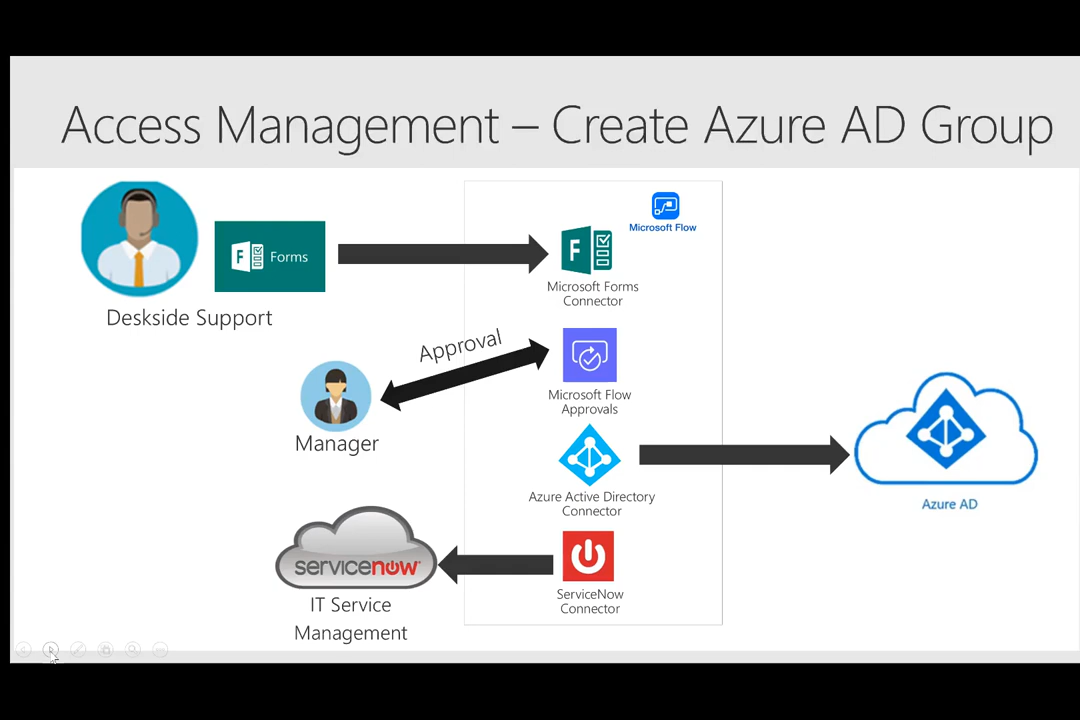 Access Management – Create Azure AD Group
Forms
Deskside Support
Microsoft Flow
F
Microsoft Forms
Connector
Approval
Manager
Microsoft Flow
Approvals
Azure Active Directory
Connector
Azure AD
servicenow
IT Service
Management
ServiceNow
Connector